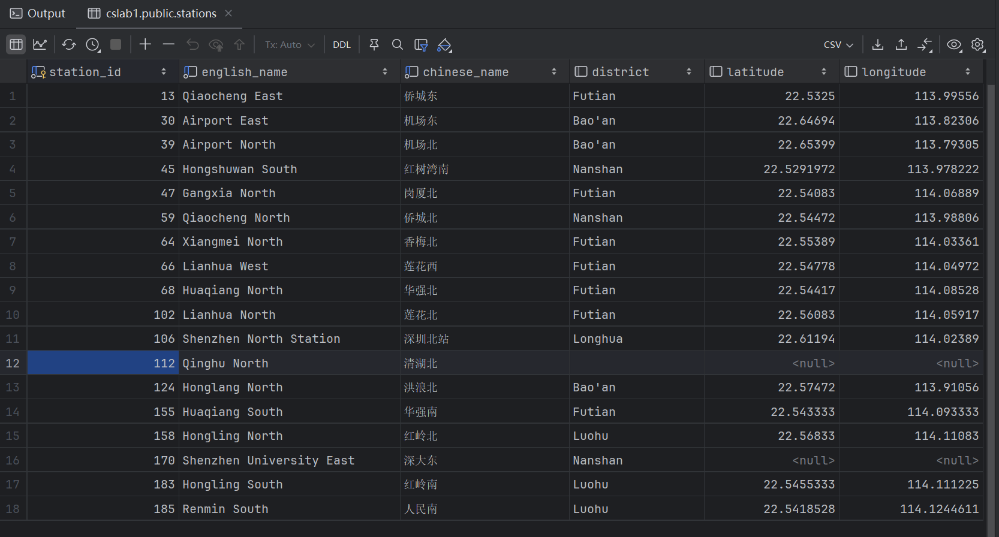 Output cslab1.public.stations
Tx: Auto DDL CSV
station_id english_name chinese_name district latitude longitude
1 13 Qiaocheng East 侨城东 Futian 22.5325 113.99556
2 30 Airport East 机场东 Bao'an 22.64694 113.82306
3 39 Airport North 机场北 Bao'an 22.65399 113.79305
4 45 Hongshuwan South 红树湾南 Nanshan 22.5291972 113.978222
5 47 Gangxia North 岗厦北 Futian 22.54083 114.06889
6 59 Qiaocheng North 侨城北 Nanshan 22.54472 113.98806
7 64 Xiangmei North 香梅北 Futian 22.55389 114.03361
8 66 Lianhua West 莲花西 Futian 22.54778 114.04972
9 68 Huaqiang North 华强北 Futian 22.54417 114.08528
10 102 Lianhua North 莲花北 Futian 22.56083 114.05917
11 106 Shenzhen North Station 深圳北站 Longhua 22.61194 114.02389
12 112 Qinghu North 清湖北 <null> <null>
13 124 Honglang North 洪浪北 Bao'an 22.57472 113.91056
14 155 Huaqiang South 华强南 Futian 22.543333 114.093333
15 158 Hongling North 红岭北 Luohu 22.56833 114.11083
16 170 Shenzhen University East 深大东 Nanshan <null> <null>
17 183 Hongling South 红岭南 Luohu 22.5455333 114.111225
18 185 Renmin South 人民南 Luohu 22.5418528 114.1244611